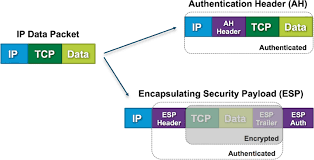 Authentication Header (AH)
IP Data Packet
IP AH Header TCP Data
Authenticated
IP TCP Data
Encapsulating Security Payload (ESP)
IP ESP Header TCP Data ESP Trailer ESP Auth
Encrypted
Authenticated